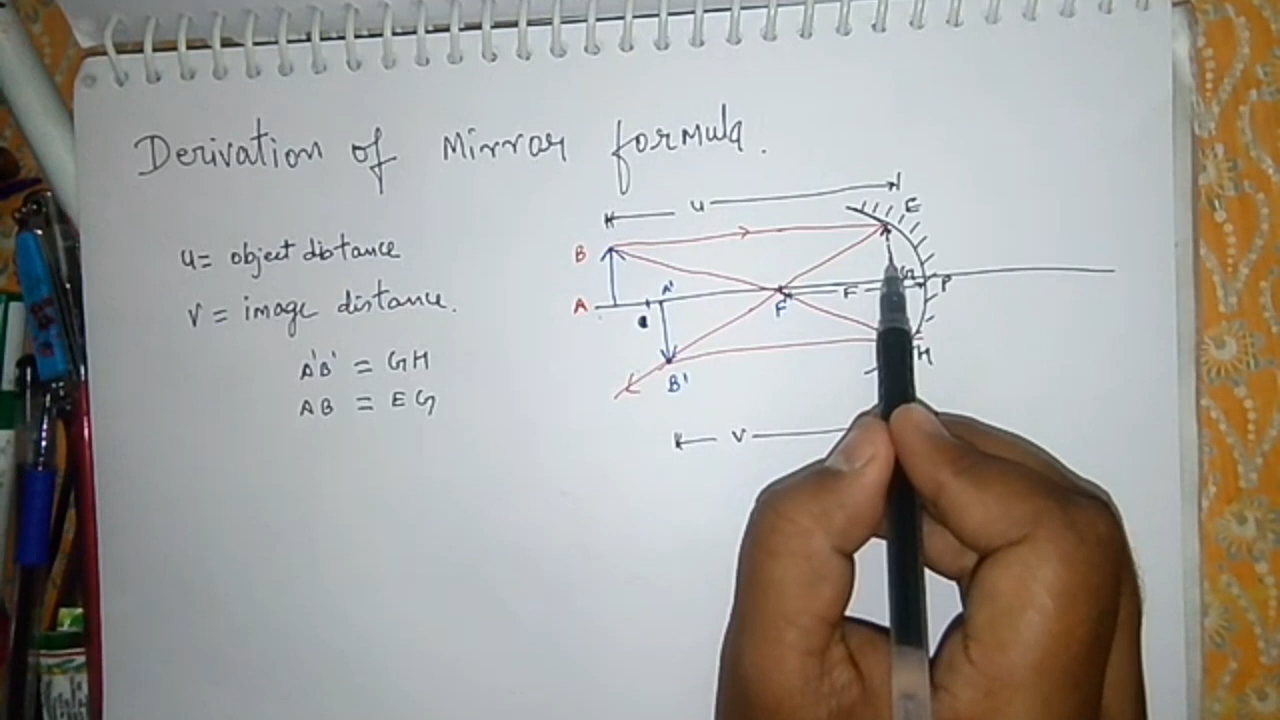 Derivation of Mirror formula.
u
E
B
u= object distance
G
A'
F
P
v = image distance.
A
F
H
A'B' = GH
B'
AB = EG
v